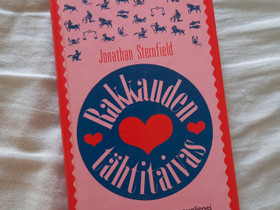 Jonathan Sternfield
Rakkauden
tähtitaivas